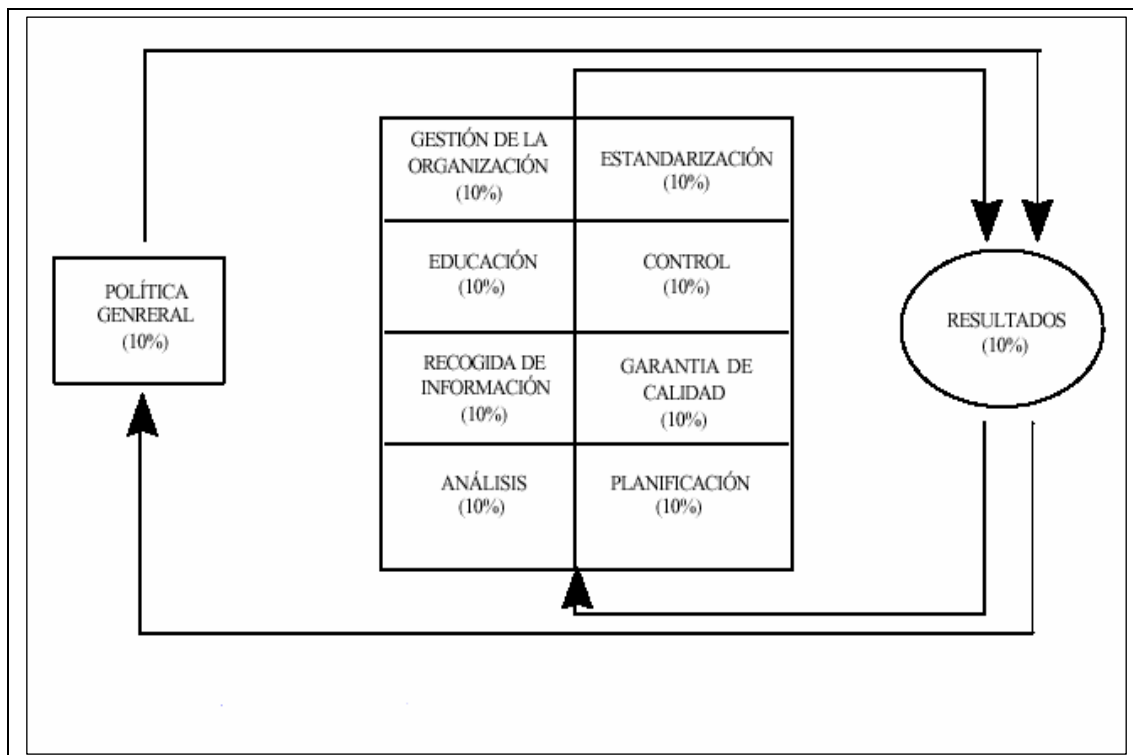 POLÍTICA
GENRERAL
(10%)
GESTIÓN DE LA
ORGANIZACIÓN
(10%)
ESTANDARIZACIÓN
(10%)
EDUCACIÓN
(10%)
CONTROL
(10%)
RECOGIDA DE
INFORMACIÓN
(10%)
GARANTIA DE
CALIDAD
(10%)
ANÁLISIS
(10%)
PLANIFICACIÓN
(10%)
RESULTADOS
(10%)